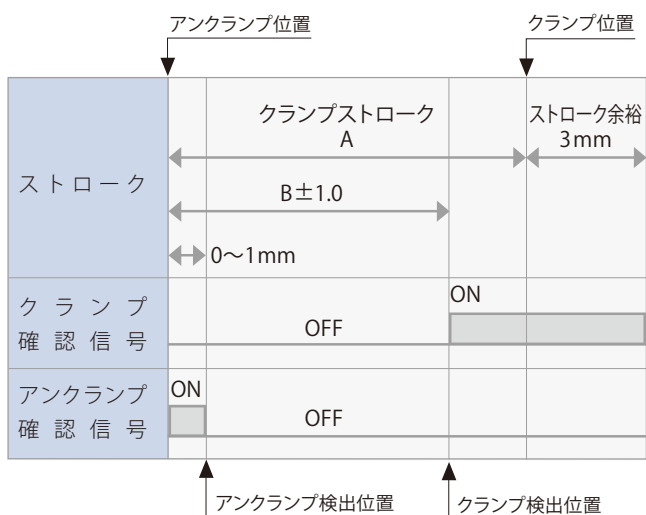 アンクランプ位置
クランプ位置
クランプストローク
A
ストローク余裕
3mm
ストローク
B±1.0
0〜1mm
クランプ
確認信号
ON
OFF
アンクランプ
確認信号
ON
OFF
アンクランプ検出位置
クランプ検出位置